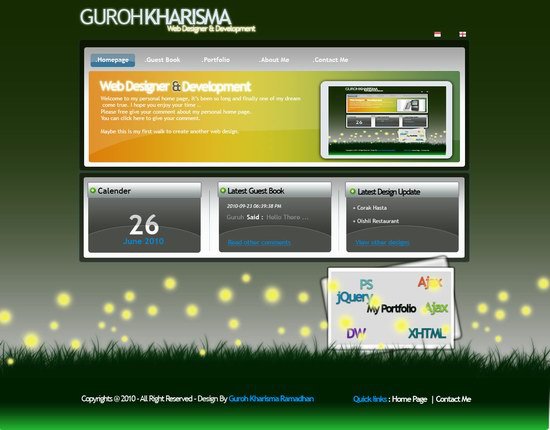 GUROHKHARISMA
Web Designer & Development
.Homepage .Guest Book .Portfolio .About Me .Contact Me
Web Designer & Development
Welcome to my personal home page, it's been so long and finally one of my dream
come true. I hope you enjoy your time ..
Please free give your comment about my personal home page.
You can click here to give your comment.
Maybe this is my first walk to create another web design.
Calender
26
June 2010
Latest Guest Book
2010-09-23 06:39:38 PM
Guruh Said : Hallo Thoro ...
Read other comments
Latest Design Update
+ Corak Hasta
+ Oishii Restaurant
View other designs
PS
Ajax
jQuery
My Portfolio
Ajax
DW
XHTML
Copyrights @ 2010 - All Right Reserved - Design By Guroh Kharisma Ramadhan
Quick links : Home Page | Contact Me